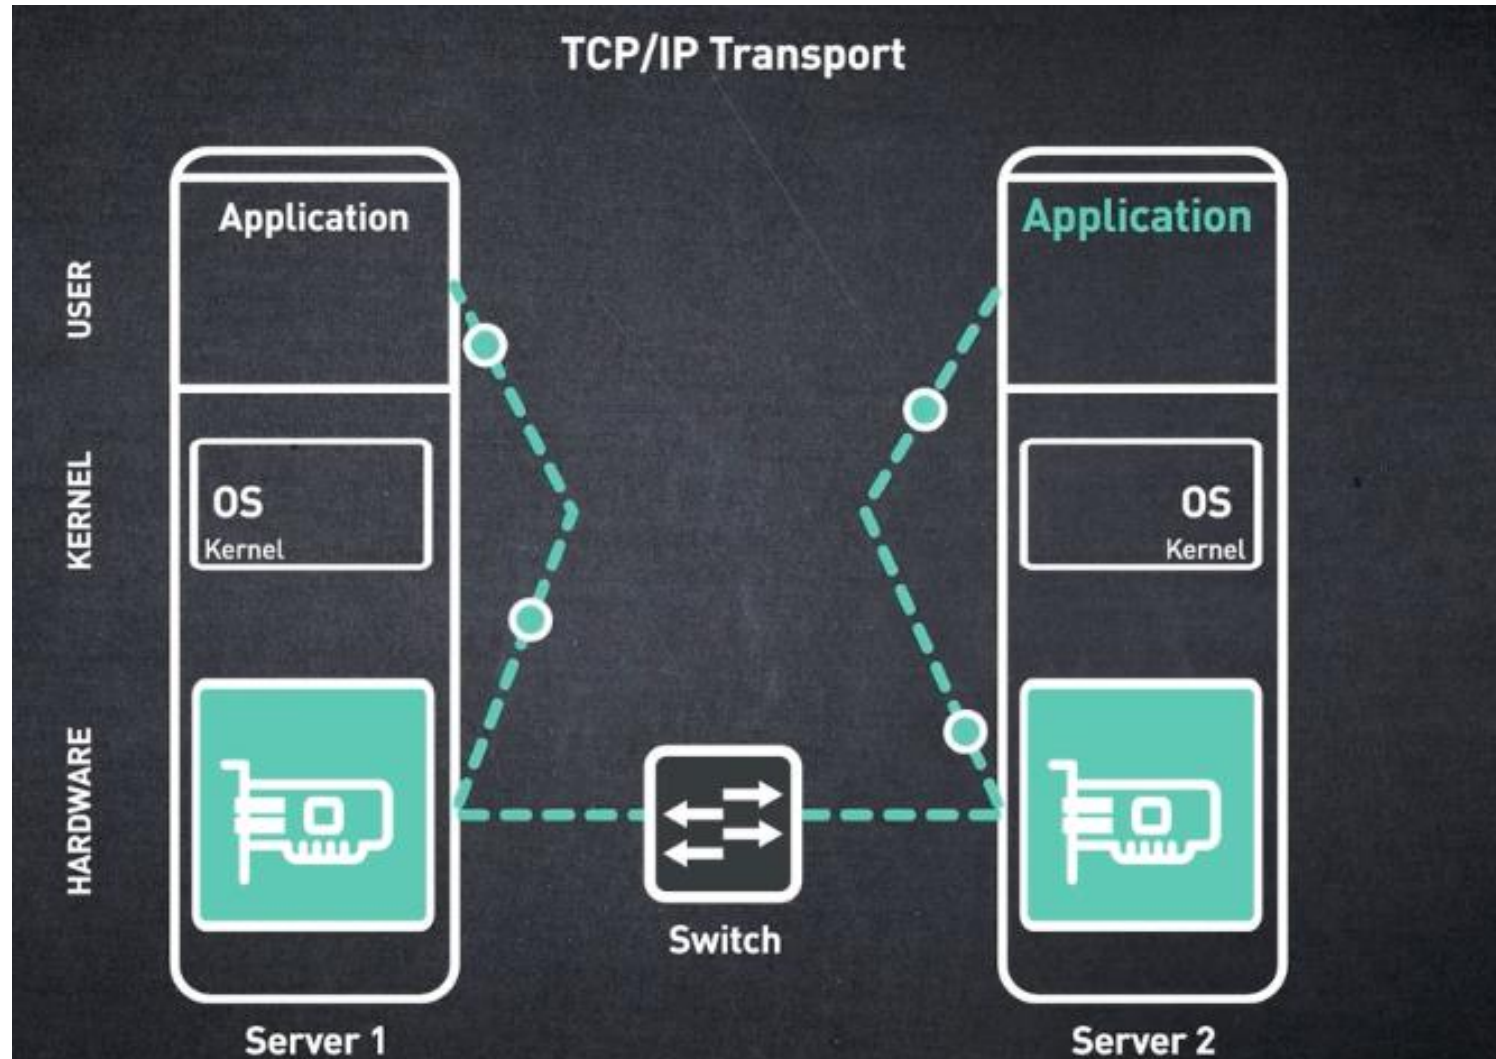 TCP/IP Transport
Application
Application
USER
KERNEL
OS
Kernel
OS
Kernel
HARDWARE
Switch
Server 1
Server 2